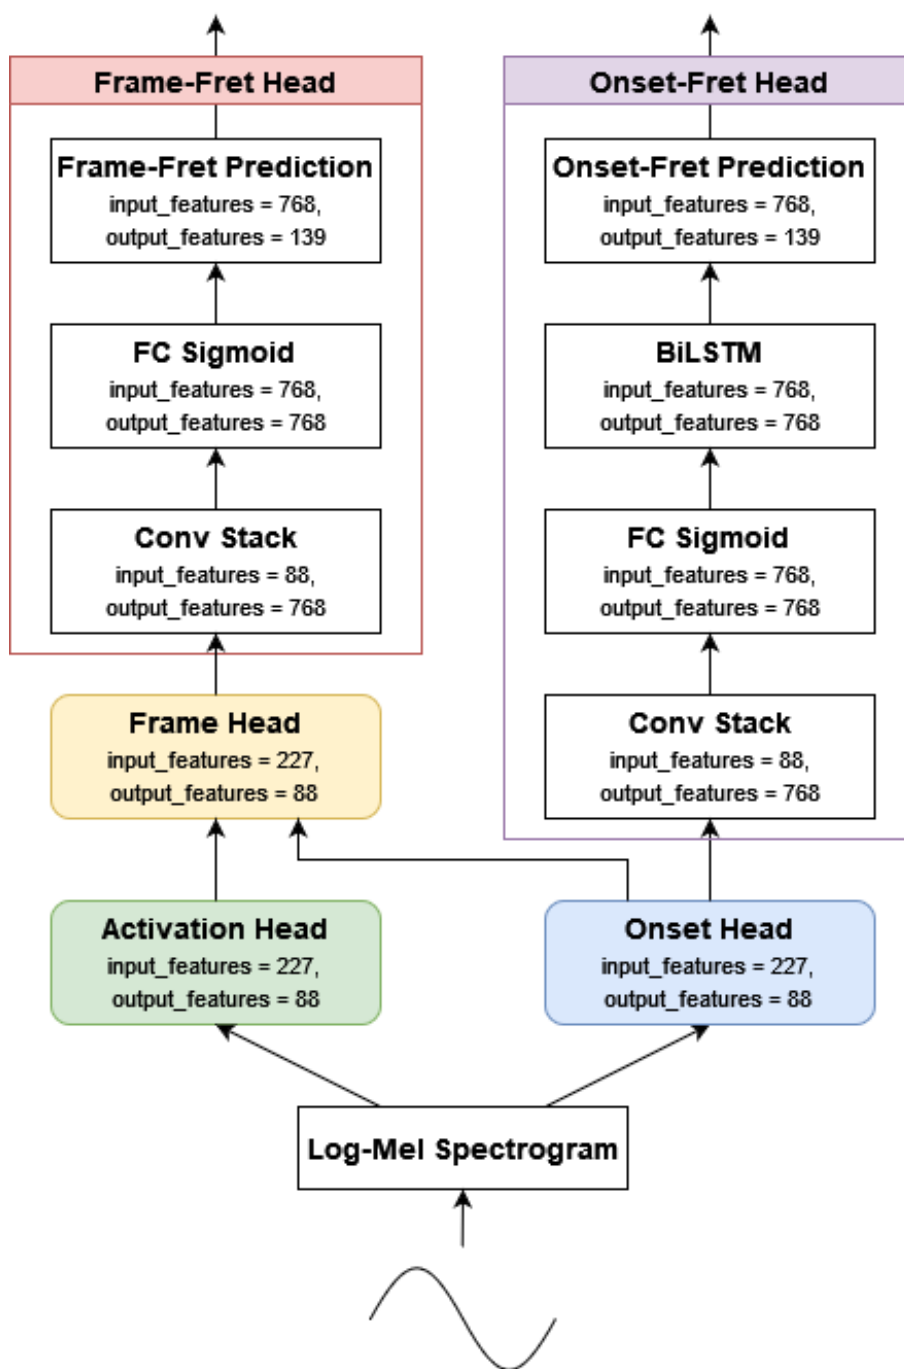 Frame-Fret Head
Frame-Fret Prediction
input_features = 768,
output_features = 139
FC Sigmoid
input_features = 768,
output_features = 768
Conv Stack
input_features = 88,
output_features = 768
Frame Head
input_features = 227,
output_features = 88
Activation Head
input_features = 227,
output_features = 88
Onset-Fret Head
Onset-Fret Prediction
input_features = 768,
output_features = 139
BiLSTM
input_features = 768,
output_features = 768
FC Sigmoid
input_features = 768,
output_features = 768
Conv Stack
input_features = 88,
output_features = 768
Onset Head
input_features = 227,
output_features = 88
Log-Mel Spectrogram